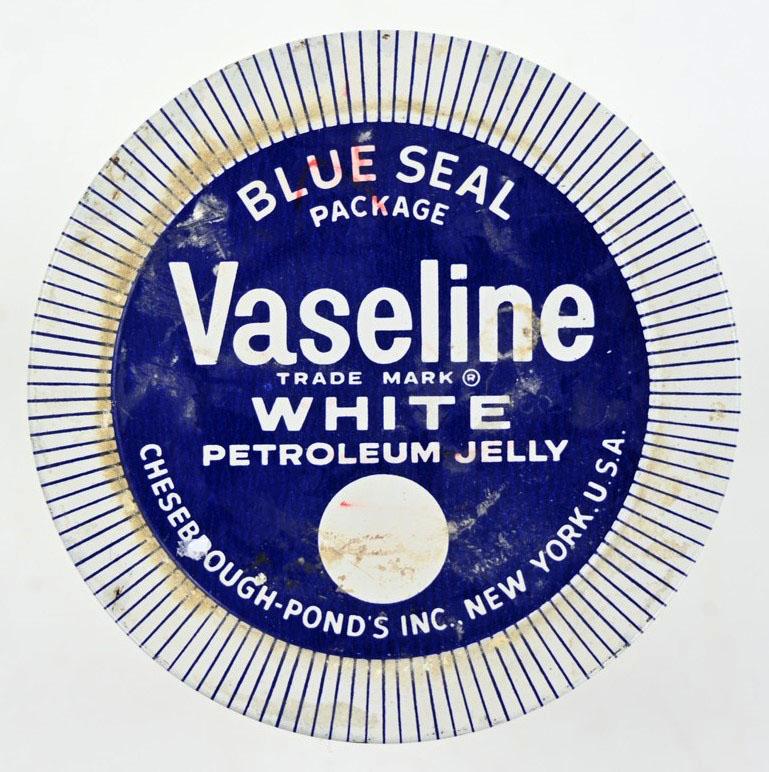 BLUE SEAL
PACKAGE
Vaseline
TRADE MARK ®
WHITE
PETROLEUM JELLY
CHESEBROUGH-POND'S INC., NEW YORK. U.S.A.